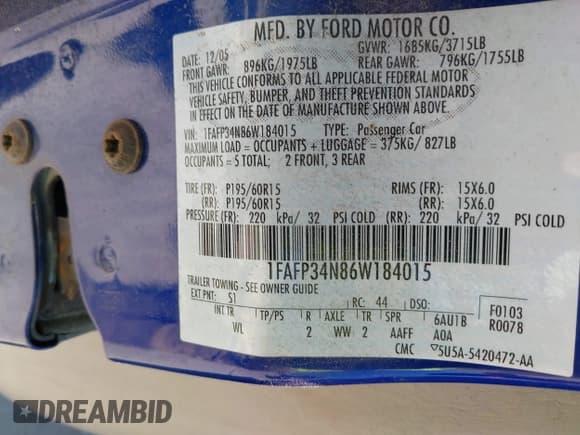 MFD. BY FORD MOTOR CO.
DATE: 12/05 GVWR: 1685KG/3715LB
FRONT GAWR: 896KG/1975LB REAR GAWR: 796KG/1755LB
THIS VEHICLE CONFORMS TO ALL APPLICABLE FEDERAL MOTOR
VEHICLE SAFETY, BUMPER, AND THEFT PREVENTION STANDARDS
IN EFFECT ON THE DATE OF MANUFACTURE SHOWN ABOVE.
VIN: 1FAFP34N86W184015 TYPE: Passenger Car
MAXIMUM LOAD = OCCUPANTS + LUGGAGE = 375KG/ 827LB
OCCUPANTS = 5 TOTAL: 2 FRONT, 3 REAR
TIRE (FR): P195/60R15 RIMS (FR): 15X6.0
(RR): P195/60R15 (RR): 15X6.0
PRESSURE (FR): 220 kPa/ 32 PSI COLD (RR): 220 kPa/ 32 PSI COLD
1FAFP34N86W184015
TRAILER TOWING - SEE OWNER GUIDE
EXT PNT: S1 RC: 44 DSO: F0103
INT TR TP/PS R AXLE TR SPR 6AU1B R0078
WL 2 WW 2 AAFF A0A
CMC 5U5A-5420472-AA
DREAMBID